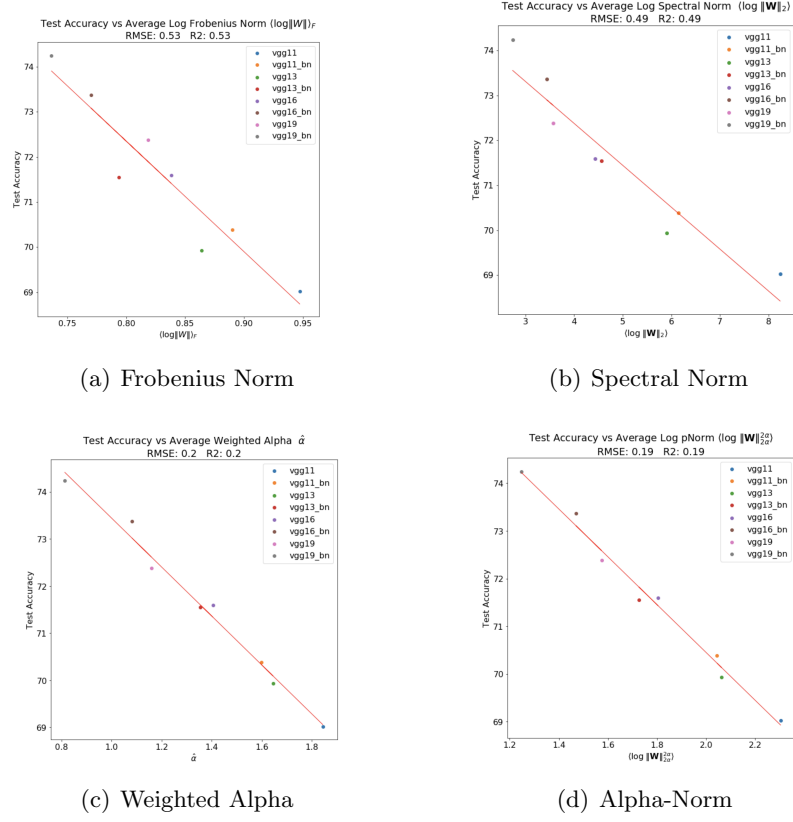 Test Accuracy vs Average Log Frobenius Norm ⟨log‖W‖⟩F
RMSE: 0.53 R2: 0.53
Test Accuracy
74
73
72
71
70
69
0.75 0.80 0.85 0.90 0.95
⟨log‖W‖⟩F
vgg11
vgg11_bn
vgg13
vgg13_bn
vgg16
vgg16_bn
vgg19
vgg19_bn
(a) Frobenius Norm
Test Accuracy vs Average Log Spectral Norm ⟨log ‖W‖2⟩
RMSE: 0.49 R2: 0.49
Test Accuracy
74
73
72
71
70
69
3 4 5 6 7 8
⟨log ‖W‖2⟩
vgg11
vgg11_bn
vgg13
vgg13_bn
vgg16
vgg16_bn
vgg19
vgg19_bn
(b) Spectral Norm
Test Accuracy vs Average Weighted Alpha α̂
RMSE: 0.2 R2: 0.2
Test Accuracy
74
73
72
71
70
69
0.8 1.0 1.2 1.4 1.6 1.8
α̂
vgg11
vgg11_bn
vgg13
vgg13_bn
vgg16
vgg16_bn
vgg19
vgg19_bn
(c) Weighted Alpha
Test Accuracy vs Average Log pNorm ⟨log ‖W‖2α2α⟩
RMSE: 0.19 R2: 0.19
Test Accuracy
74
73
72
71
70
69
1.2 1.4 1.6 1.8 2.0 2.2
⟨log ‖W‖2α2α⟩
vgg11
vgg11_bn
vgg13
vgg13_bn
vgg16
vgg16_bn
vgg19
vgg19_bn
(d) Alpha-Norm